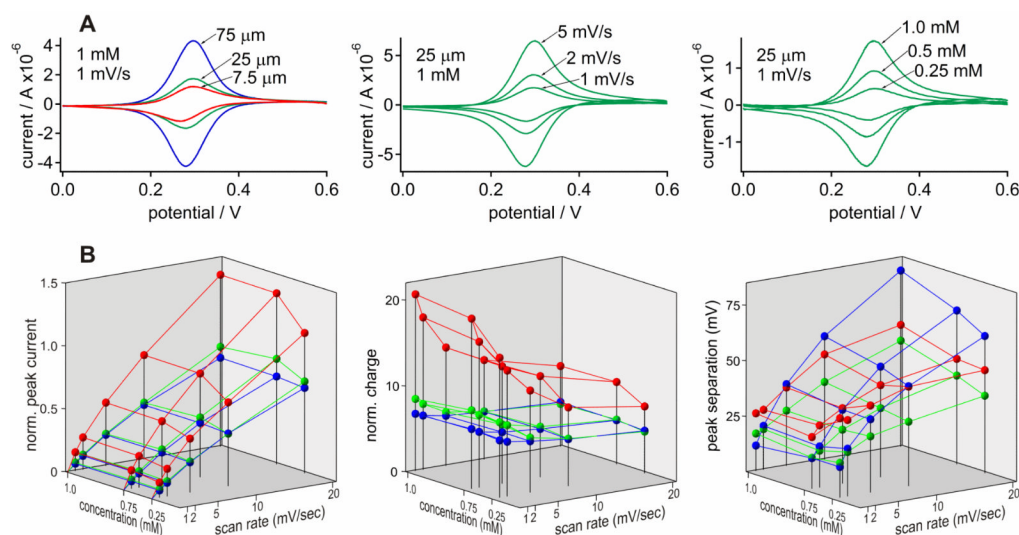 A
1 mM
1 mV/s
75 μm
25 μm
7.5 μm
current / A x10⁻⁶
4
2
0
-2
-4
0.0
0.2
0.4
0.6
potential / V
25 μm
1 mM
5 mV/s
2 mV/s
1 mV/s
current / A x10⁻⁶
5
0
-5
0.0
0.2
0.4
0.6
potential / V
25 μm
1 mV/s
1.0 mM
0.5 mM
0.25 mM
current / A x10⁻⁶
1
0
-1
0.0
0.2
0.4
0.6
potential / V
B
norm. peak current
1.5
1.0
0.5
0
1.0
0.75
0.25
concentration (mM)
1 2
5
10
20
scan rate (mV/sec)
norm. charge
20
10
0
1.0
0.75
0.25
concentration (mM)
1 2
5
10
20
scan rate (mV/sec)
peak separation (mV)
75
50
25
1.0
0.75
0.25
concentration (mM)
1 2
5
10
20
scan rate (mV/sec)